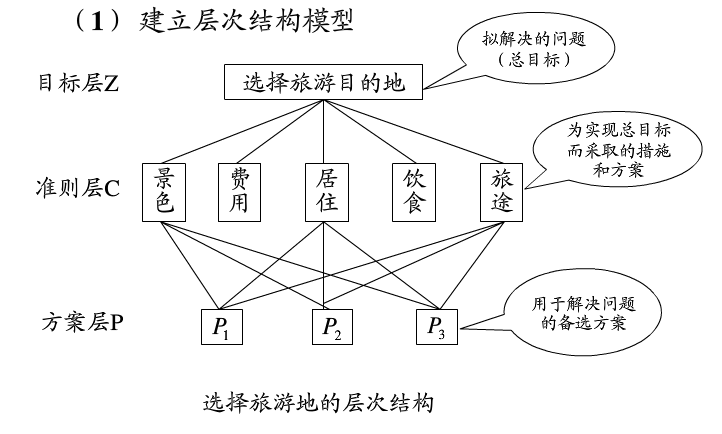 （1）建立层次结构模型
拟解决的问题
（总目标）
目标层Z
选择旅游目的地
为实现总目标
而采取的措施
和方案
准则层C
景色
费用
居住
饮食
旅途
用于解决问题
的备选方案
方案层P
P1
P2
P3
选择旅游地的层次结构